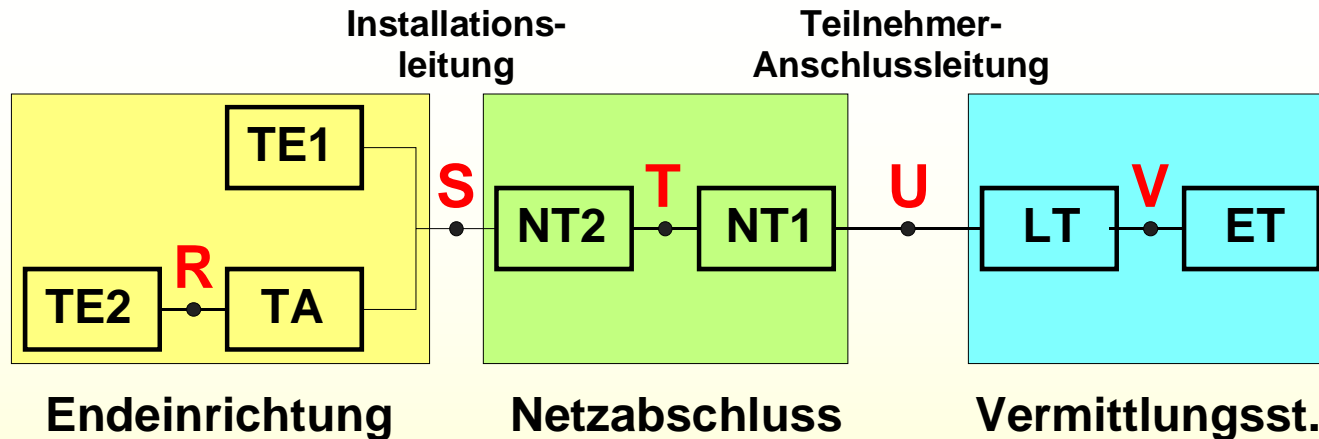 Installations-
leitung
Teilnehmer-
Anschlussleitung
TE1
S
T
U
V
NT2
NT1
LT
ET
R
TE2
TA
Endeinrichtung
Netzabschluss
Vermittlungsst.